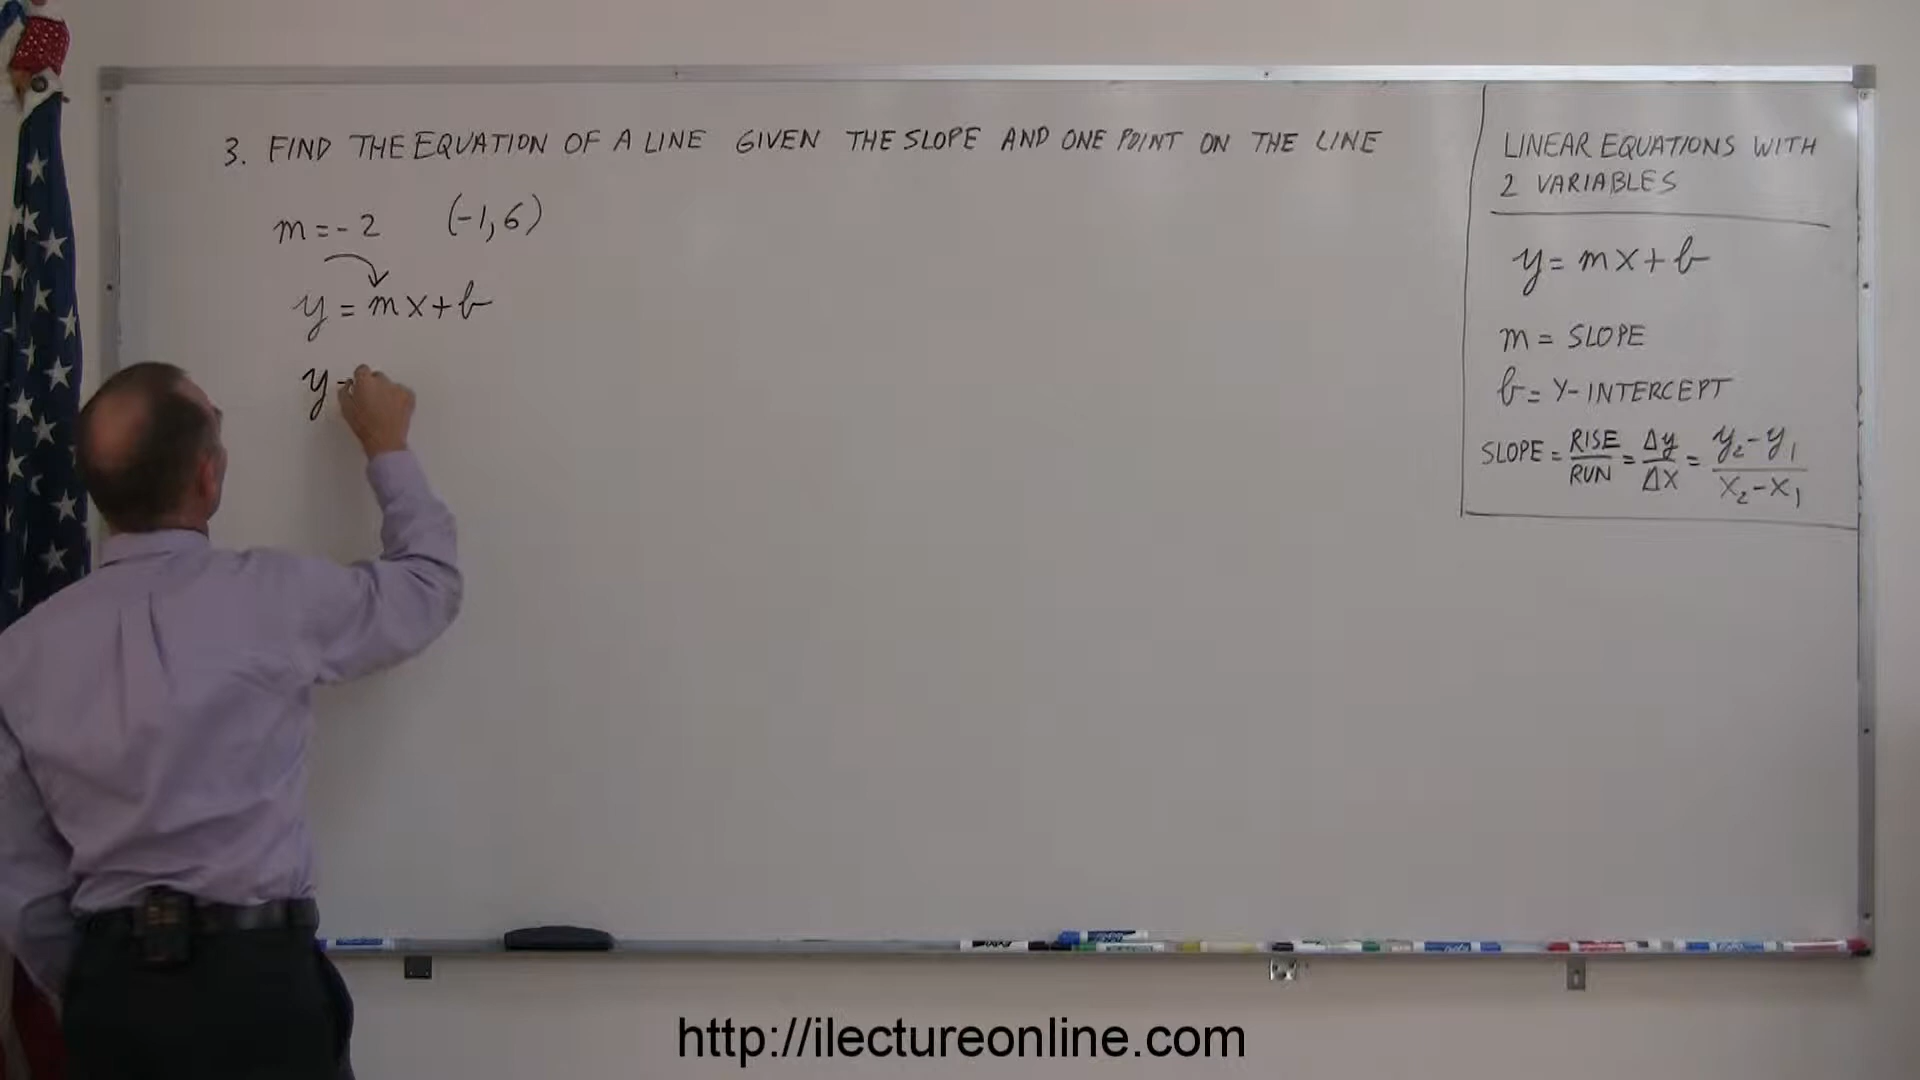 3. FIND THE EQUATION OF A LINE GIVEN THE SLOPE AND ONE POINT ON THE LINE
m = -2 (-1, 6)
y = mx + b
y =
LINEAR EQUATIONS WITH
2 VARIABLES
y = mx + b
m = SLOPE
b = Y-INTERCEPT
SLOPE = RISE/RUN = Δy/Δx = (y₂-y₁)/(x₂-x₁)
http://ilectureonline.com